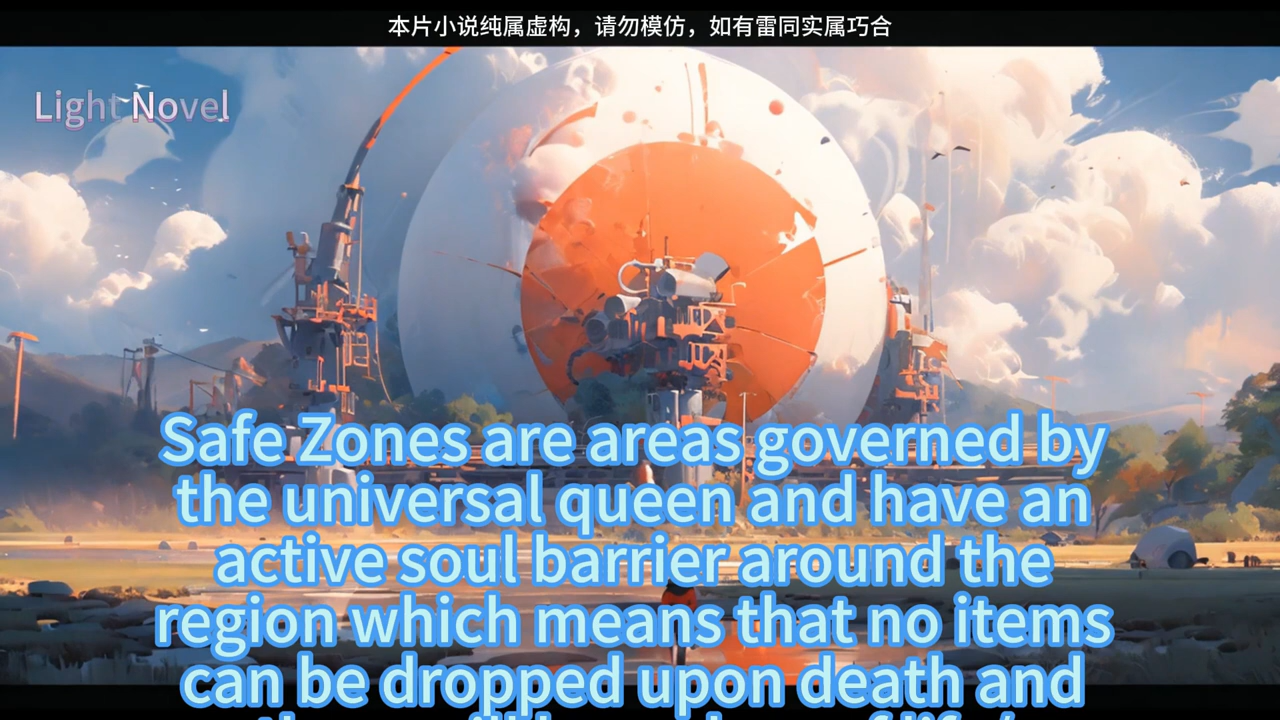 本片小说纯属虚构，请勿模仿，如有雷同实属巧合
Light Novel
Safe Zones are areas governed by
the universal queen and have an
active soul barrier around the
region which means that no items
can be dropped upon death and